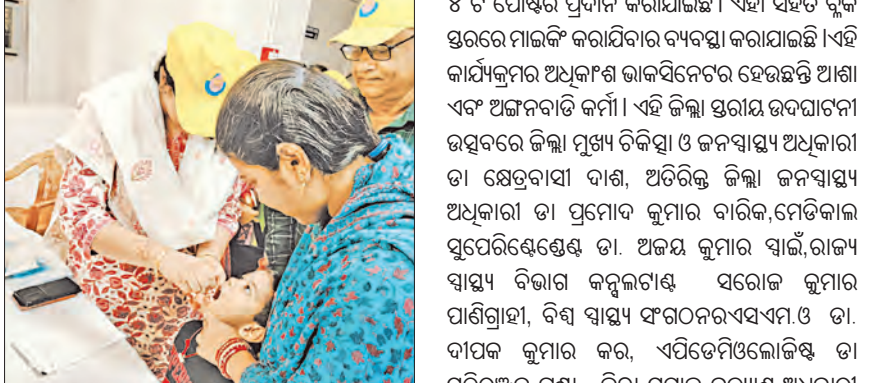 ୪ ଟି ପୋଷ୍ଟର ପ୍ରଦାନ କରାଯାଇଛି। ଏହା ସହିତ ବ୍ଳକ
ସ୍ତରରେ ମାଇକିଂ କରାଯିବାର ବ୍ୟବସ୍ଥା କରାଯାଇଛି ।ଏହି
କାର୍ଯ୍ୟକ୍ରମର ଅଧିକାଂଶ ଭାକସିନେଟର ହେଉଛନ୍ତି ଆଶା
ଏବଂ ଅଙ୍ଗନବାଡି କର୍ମୀ । ଏହି ଜିଲ୍ଲା ସ୍ତରୀୟ ଉଦଘାଟନୀ
ଉତ୍ସବରେ ଜିଲ୍ଲା ମୁଖ୍ୟ ଚିକିତ୍ସା ଓ ଜନସ୍ୱାସ୍ଥ୍ୟ ଅଧିକାରୀ
ଡା କ୍ଷେତ୍ରବାସୀ ଦାଶ, ଅତିରିକ୍ତ ଜିଲ୍ଲା ଜନସ୍ୱାସ୍ଥ୍ୟ
ଅଧିକାରୀ ଡା ପ୍ରମୋଦ କୁମାର ବାରିକ,ମେଡିକାଲ
ସୁପେରିଣ୍ଟେଣ୍ଡେଣ୍ଟ ଡା. ଅଜୟ କୁମାର ସ୍ୱାଇଁ,ରାଜ୍ୟ
ସ୍ୱାସ୍ଥ୍ୟ ବିଭାଗ କନ୍ସଲଟାଣ୍ଟ ସରୋଜ କୁମାର
ପାଣିଗ୍ରାହୀ, ବିଶ୍ୱ ସ୍ୱାସ୍ଥ୍ୟ ସଂଗଠନରଏସଏମ.ଓ ଡା.
ଦୀପକ କୁମାର କର, ଏପିଡେମିଓଲୋଜିଷ୍ଟ ଡା